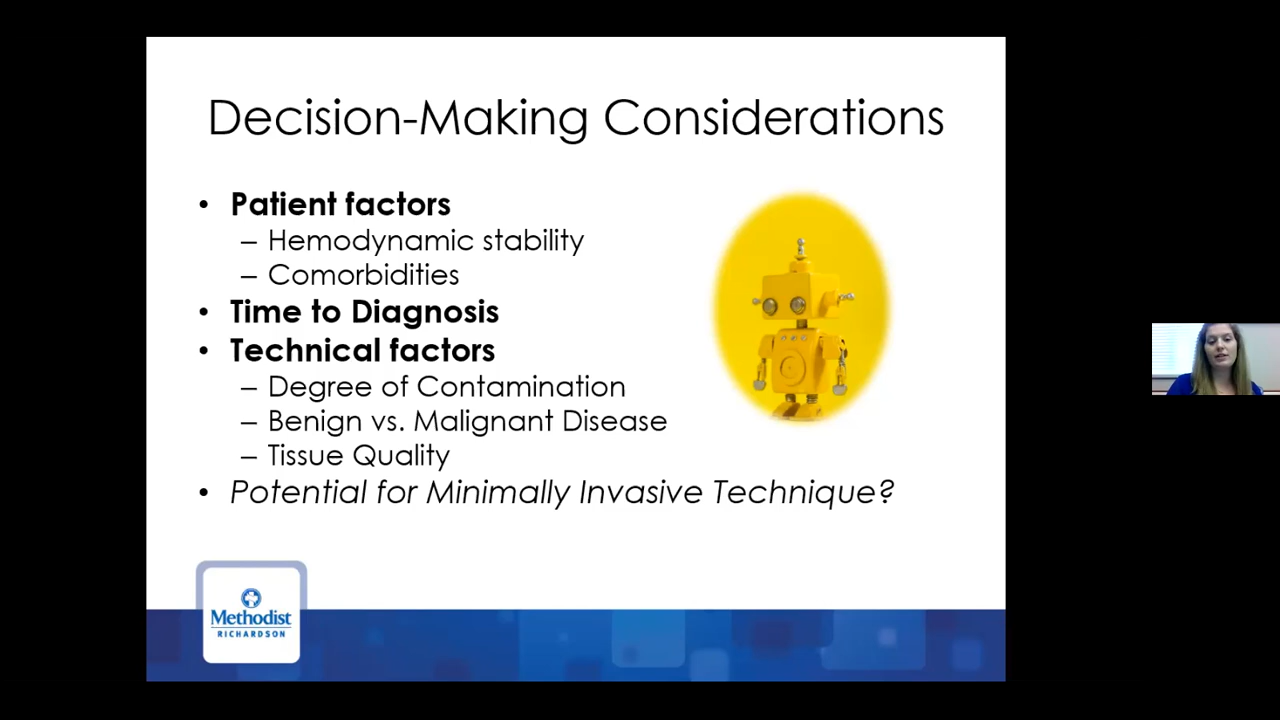 Decision-Making Considerations
• Patient factors
– Hemodynamic stability
– Comorbidities
• Time to Diagnosis
• Technical factors
– Degree of Contamination
– Benign vs. Malignant Disease
– Tissue Quality
• Potential for Minimally Invasive Technique?
Methodist
RICHARDSON